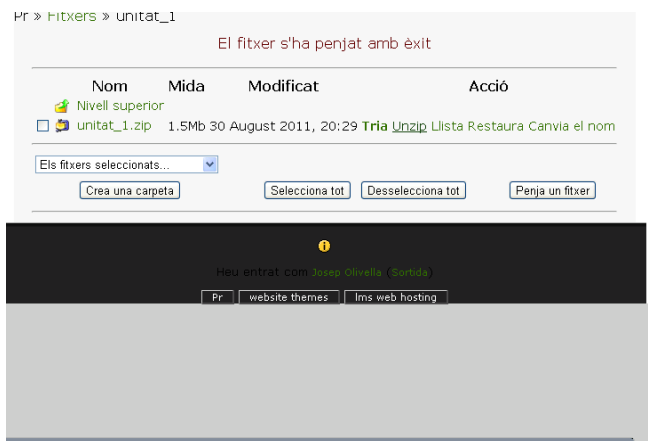 Pr » Fitxers » unitat_1
El fitxer s'ha penjat amb èxit
Nom Mida Modificat Acció
Nivell superior
unitat_1.zip 1.5Mb 30 August 2011, 20:29 Tria Unzip Llista Restaura Canvia el nom
Els fitxers seleccionats...
Crea una carpeta Selecciona tot Desselecciona tot Penja un fitxer
Heu entrat com Josep Olivella (Sortida)
Pr website themes lms web hosting